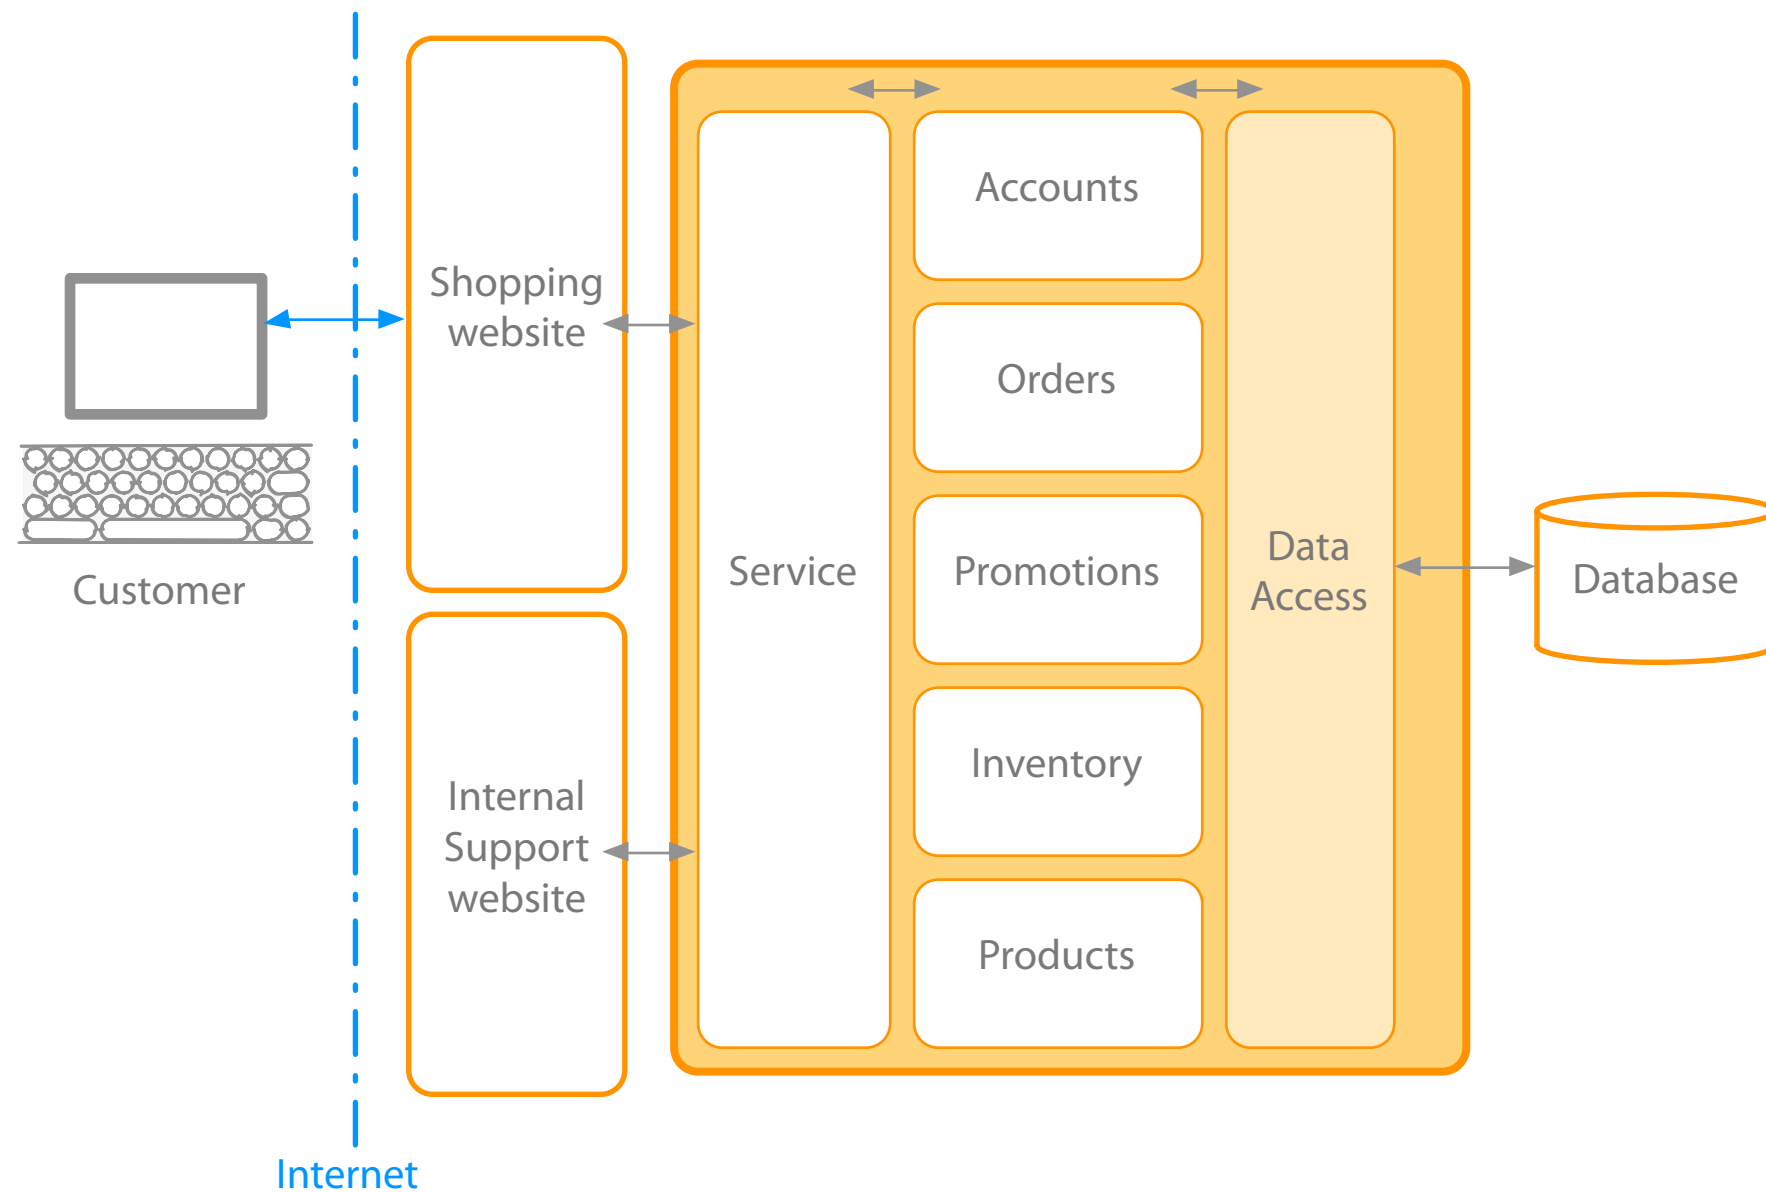 Customer
Internet
Shopping
website
Internal
Support
website
Service
Accounts
Orders
Promotions
Inventory
Products
Data
Access
Database